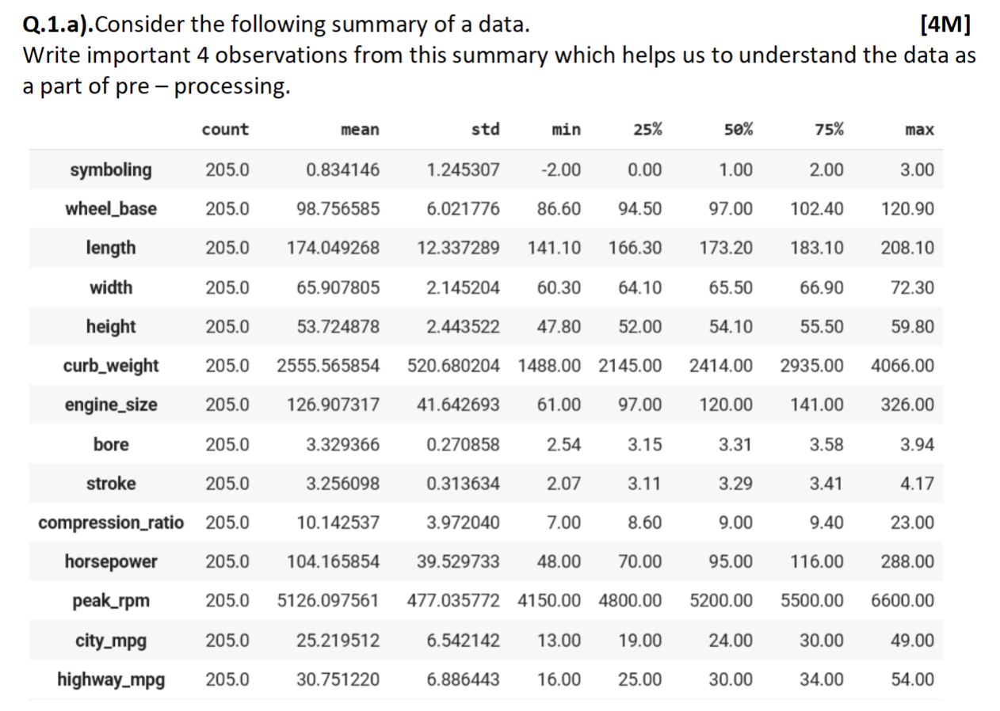 Q.1.a).Consider the following summary of a data. [4M]
Write important 4 observations from this summary which helps us to understand the data as
a part of pre – processing.
count mean std min 25% 50% 75% max
symboling 205.0 0.834146 1.245307 -2.00 0.00 1.00 2.00 3.00
wheel_base 205.0 98.756585 6.021776 86.60 94.50 97.00 102.40 120.90
length 205.0 174.049268 12.337289 141.10 166.30 173.20 183.10 208.10
width 205.0 65.907805 2.145204 60.30 64.10 65.50 66.90 72.30
height 205.0 53.724878 2.443522 47.80 52.00 54.10 55.50 59.80
curb_weight 205.0 2555.565854 520.680204 1488.00 2145.00 2414.00 2935.00 4066.00
engine_size 205.0 126.907317 41.642693 61.00 97.00 120.00 141.00 326.00
bore 205.0 3.329366 0.270858 2.54 3.15 3.31 3.58 3.94
stroke 205.0 3.256098 0.313634 2.07 3.11 3.29 3.41 4.17
compression_ratio 205.0 10.142537 3.972040 7.00 8.60 9.00 9.40 23.00
horsepower 205.0 104.165854 39.529733 48.00 70.00 95.00 116.00 288.00
peak_rpm 205.0 5126.097561 477.035772 4150.00 4800.00 5200.00 5500.00 6600.00
city_mpg 205.0 25.219512 6.542142 13.00 19.00 24.00 30.00 49.00
highway_mpg 205.0 30.751220 6.886443 16.00 25.00 30.00 34.00 54.00